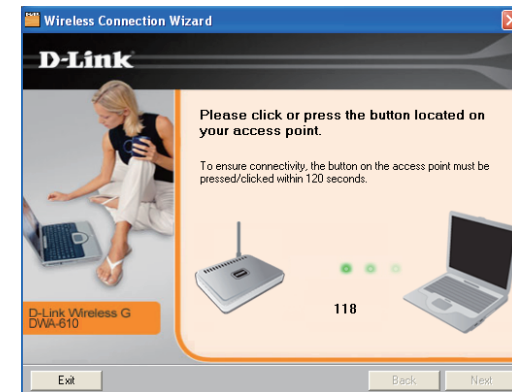 Wireless Connection Wizard
D-Link
Please click or press the button located on
your access point.
To ensure connectivity, the button on the access point must be
pressed/clicked within 120 seconds.
118
D-Link Wireless G
DWA-610
Exit
Back
Next